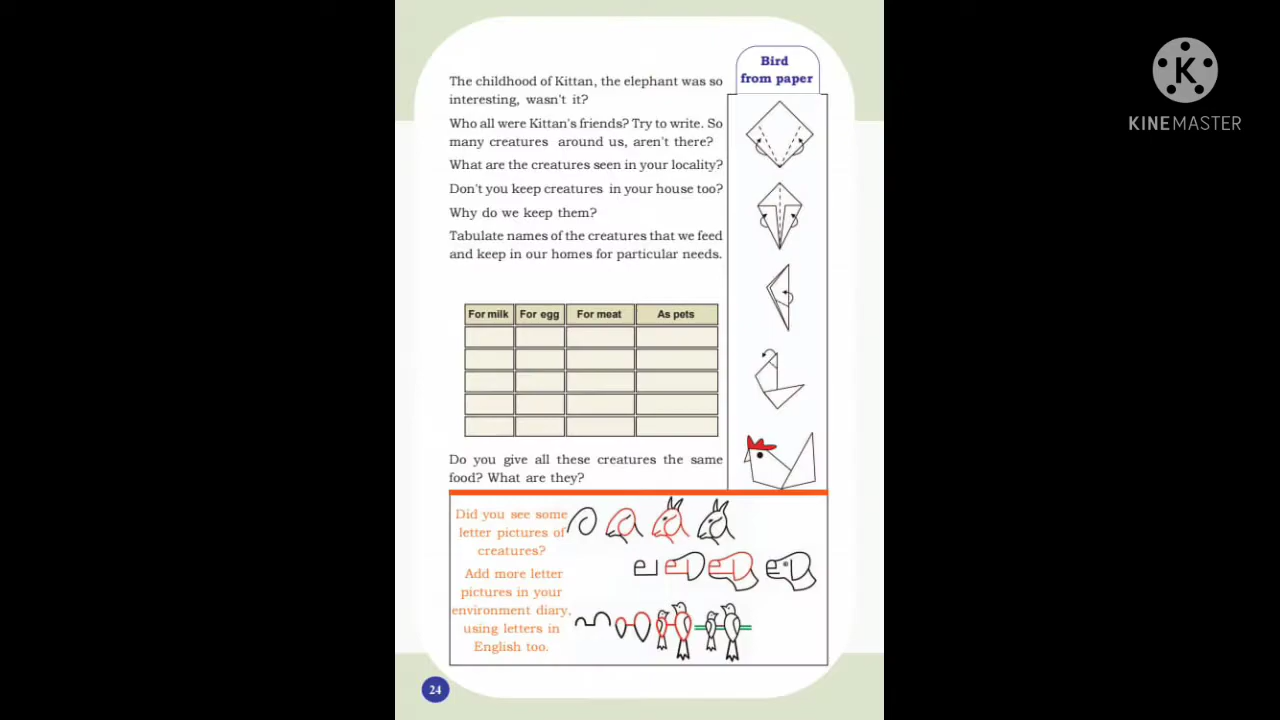 Bird
from paper
The childhood of Kittan, the elephant was so
interesting, wasn't it?
Who all were Kittan's friends? Try to write. So
many creatures around us, aren't there?
What are the creatures seen in your locality?
Don't you keep creatures in your house too?
Why do we keep them?
Tabulate names of the creatures that we feed
and keep in our homes for particular needs.
For milk For egg For meat As pets
Do you give all these creatures the same
food? What are they?
Did you see some
letter pictures of
creatures?
Add more letter
pictures in your
environment diary,
using letters in
English too.
24
K
KINEMASTER